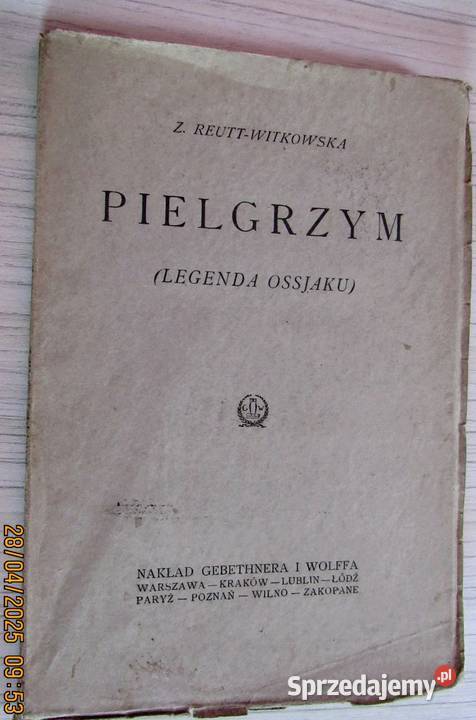 Z. REUTT-WITKOWSKA
PIELGRZYM
(LEGENDA OSSJAKU)
G W
NAKŁAD GEBETHNERA I WOLFFA
WARSZAWA — KRAKÓW — LUBLIN — ŁÓDŹ
PARYŻ — POZNAŃ — WILNO — ZAKOPANE
28/04/2025 09:53
Sprzedajemy.pl